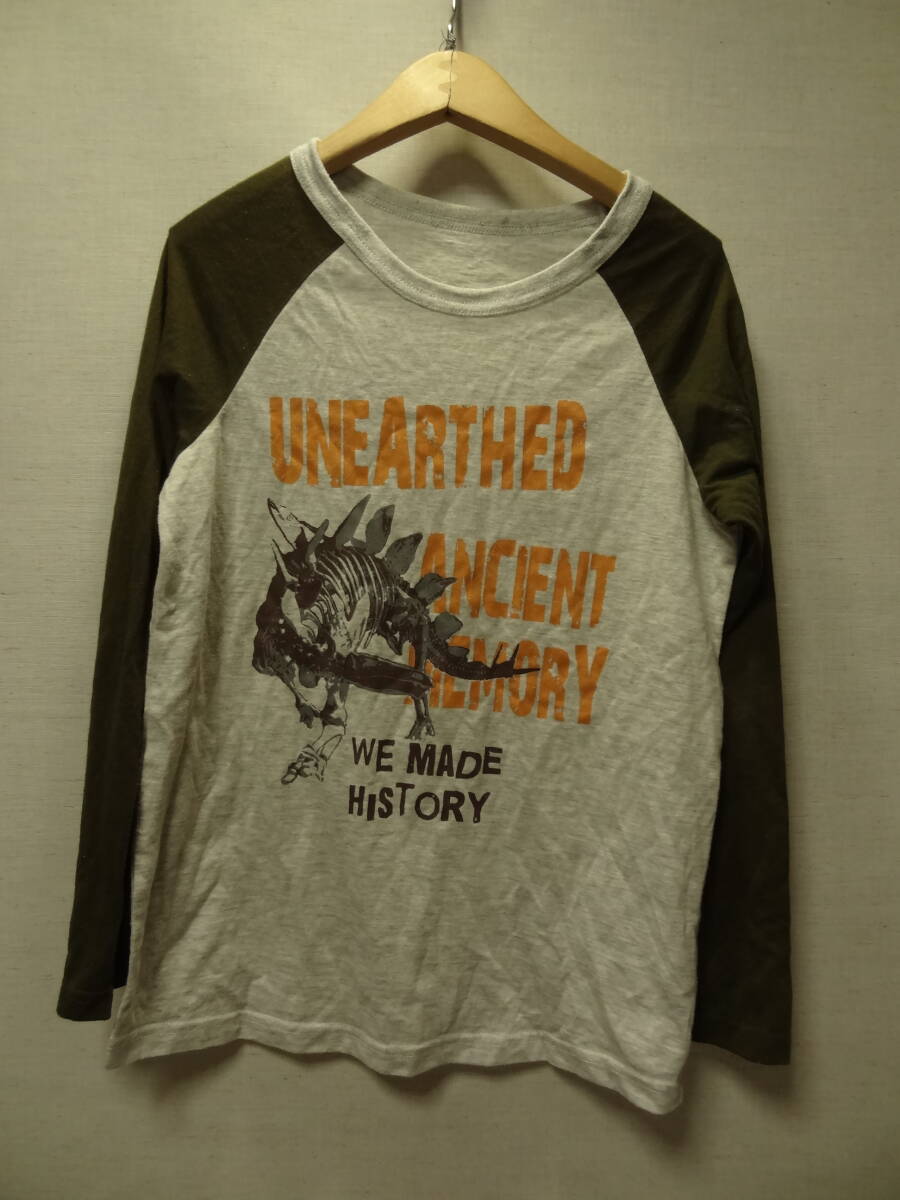 UNEARTHED
ANCIENT
MEMORY
WE MADE
HISTORY